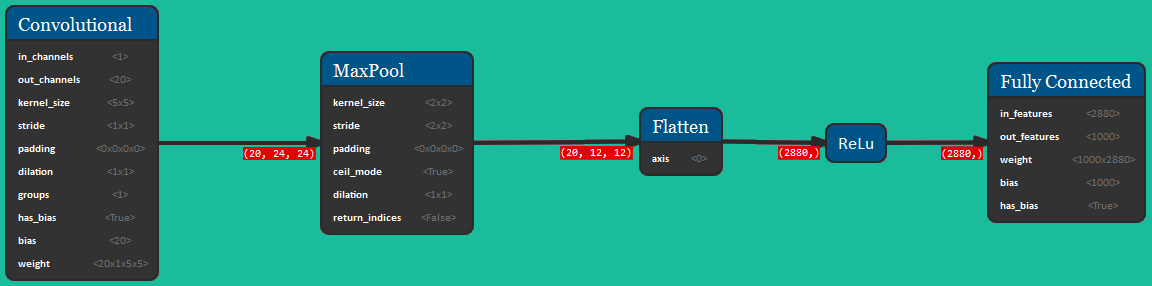 Convolutional
in_channels <1>
out_channels <20>
kernel_size <5x5>
stride <1x1>
padding <0x0x0x0>
dilation <1x1>
groups <1>
has_bias <True>
bias <20>
weight <20x1x5x5>
(20, 24, 24)
MaxPool
kernel_size <2x2>
stride <2x2>
padding <0x0x0x0>
ceil_mode <True>
dilation <1x1>
return_indices <False>
(20, 12, 12)
Flatten
axis <0>
(2880,)
ReLu
(2880,)
Fully Connected
in_features <2880>
out_features <1000>
weight <1000x2880>
bias <1000>
has_bias <True>